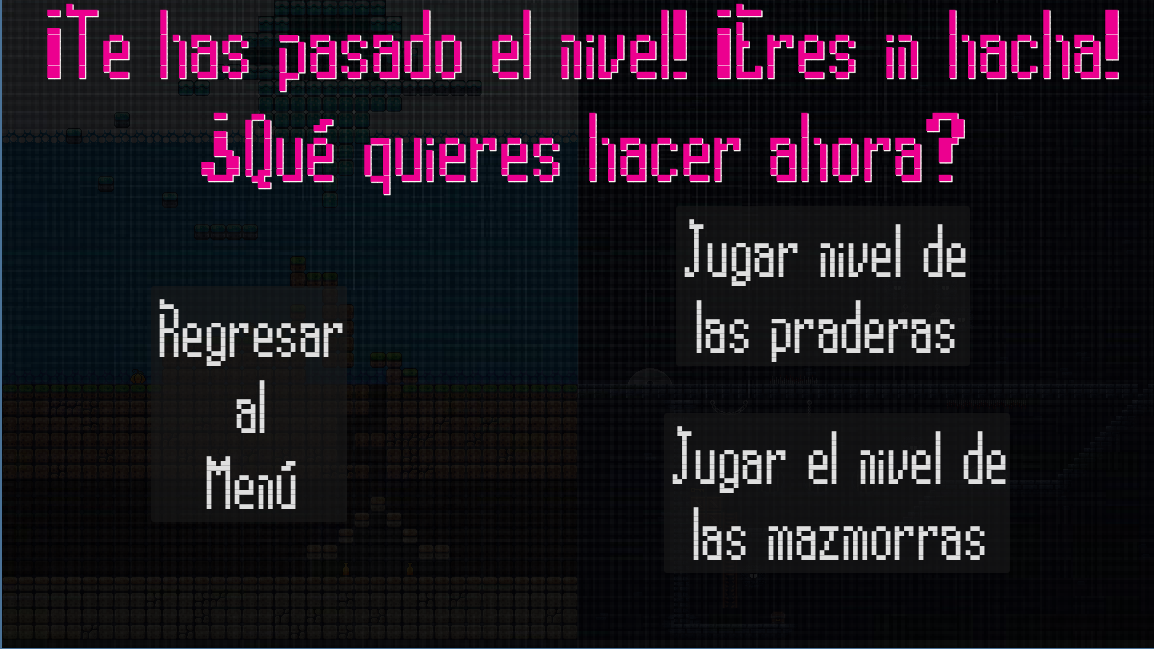 ¡Te has pasado el nivel! ¡Eres un hacha!
¿Qué quieres hacer ahora?
Jugar nivel de
las praderas
Regresar
al
Menú
Jugar el nivel de
las mazmorras